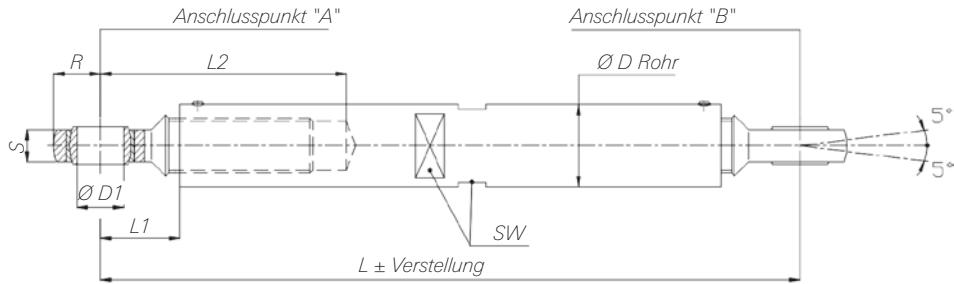 Anschlusspunkt "A"
Anschlusspunkt "B"
R
L2
Ø D Rohr
S
5°
5°
Ø D1
L1
SW
L ± Verstellung